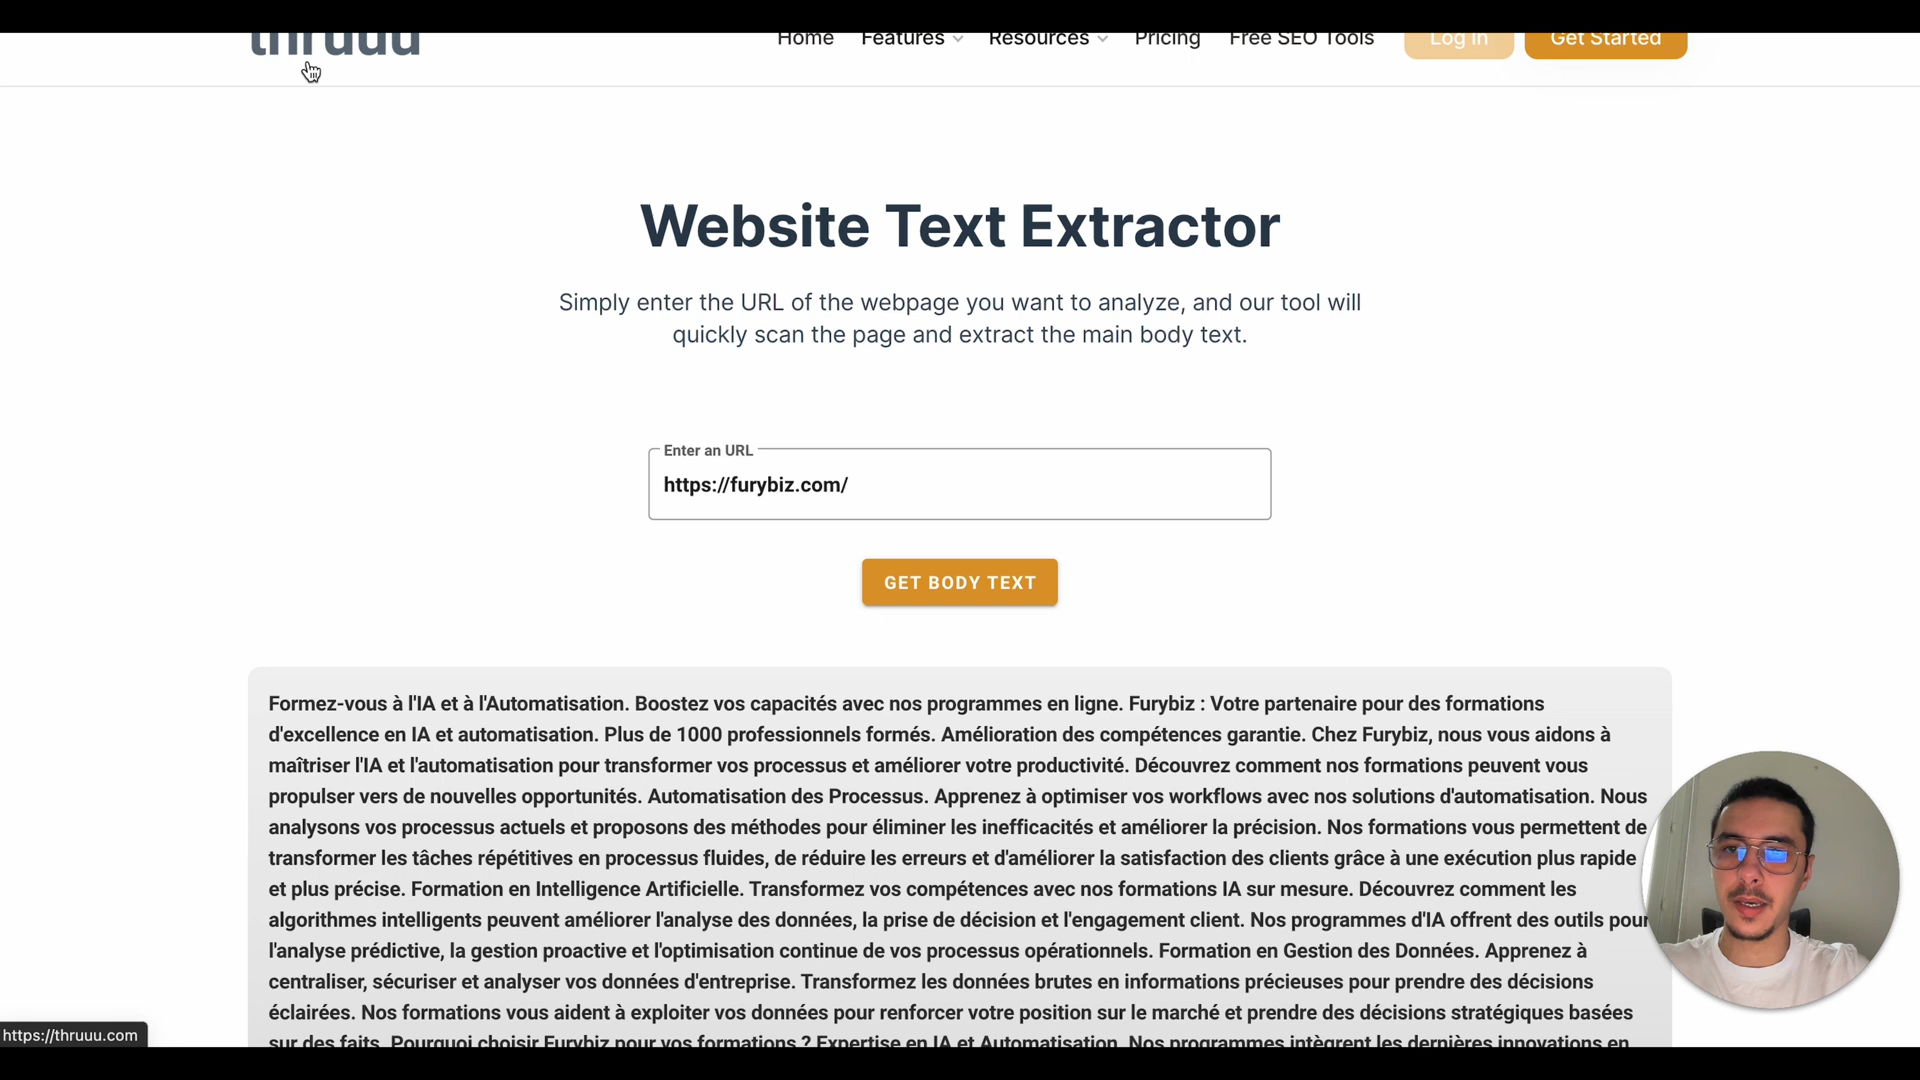 thruuu
Home Features Resources Pricing Free SEO Tools Log In Get Started
Website Text Extractor
Simply enter the URL of the webpage you want to analyze, and our tool will
quickly scan the page and extract the main body text.
Enter an URL
https://furybiz.com/
GET BODY TEXT
Formez-vous à l'IA et à l'Automatisation. Boostez vos capacités avec nos programmes en ligne. Furybiz : Votre partenaire pour des formations
d'excellence en IA et automatisation. Plus de 1000 professionnels formés. Amélioration des compétences garantie. Chez Furybiz, nous vous aidons à
maîtriser l'IA et l'automatisation pour transformer vos processus et améliorer votre productivité. Découvrez comment nos formations peuvent vous
propulser vers de nouvelles opportunités. Automatisation des Processus. Apprenez à optimiser vos workflows avec nos solutions d'automatisation. Nous
analysons vos processus actuels et proposons des méthodes pour éliminer les inefficacités et améliorer la précision. Nos formations vous permettent de
transformer les tâches répétitives en processus fluides, de réduire les erreurs et d'améliorer la satisfaction des clients grâce à une exécution plus rapide
et plus précise. Formation en Intelligence Artificielle. Transformez vos compétences avec nos formations IA sur mesure. Découvrez comment les
algorithmes intelligents peuvent améliorer l'analyse des données, la prise de décision et l'engagement client. Nos programmes d'IA offrent des outils pour
l'analyse prédictive, la gestion proactive et l'optimisation continue de vos processus opérationnels. Formation en Gestion des Données. Apprenez à
centraliser, sécuriser et analyser vos données d'entreprise. Transformez les données brutes en informations précieuses pour prendre des décisions
éclairées. Nos formations vous aident à exploiter vos données pour renforcer votre position sur le marché et prendre des décisions stratégiques basées
sur des faits. Pourquoi choisir Furybiz pour vos formations ? Expertise en IA et Automatisation. Nos programmes intègrent les dernières innovations en
https://thruuu.com